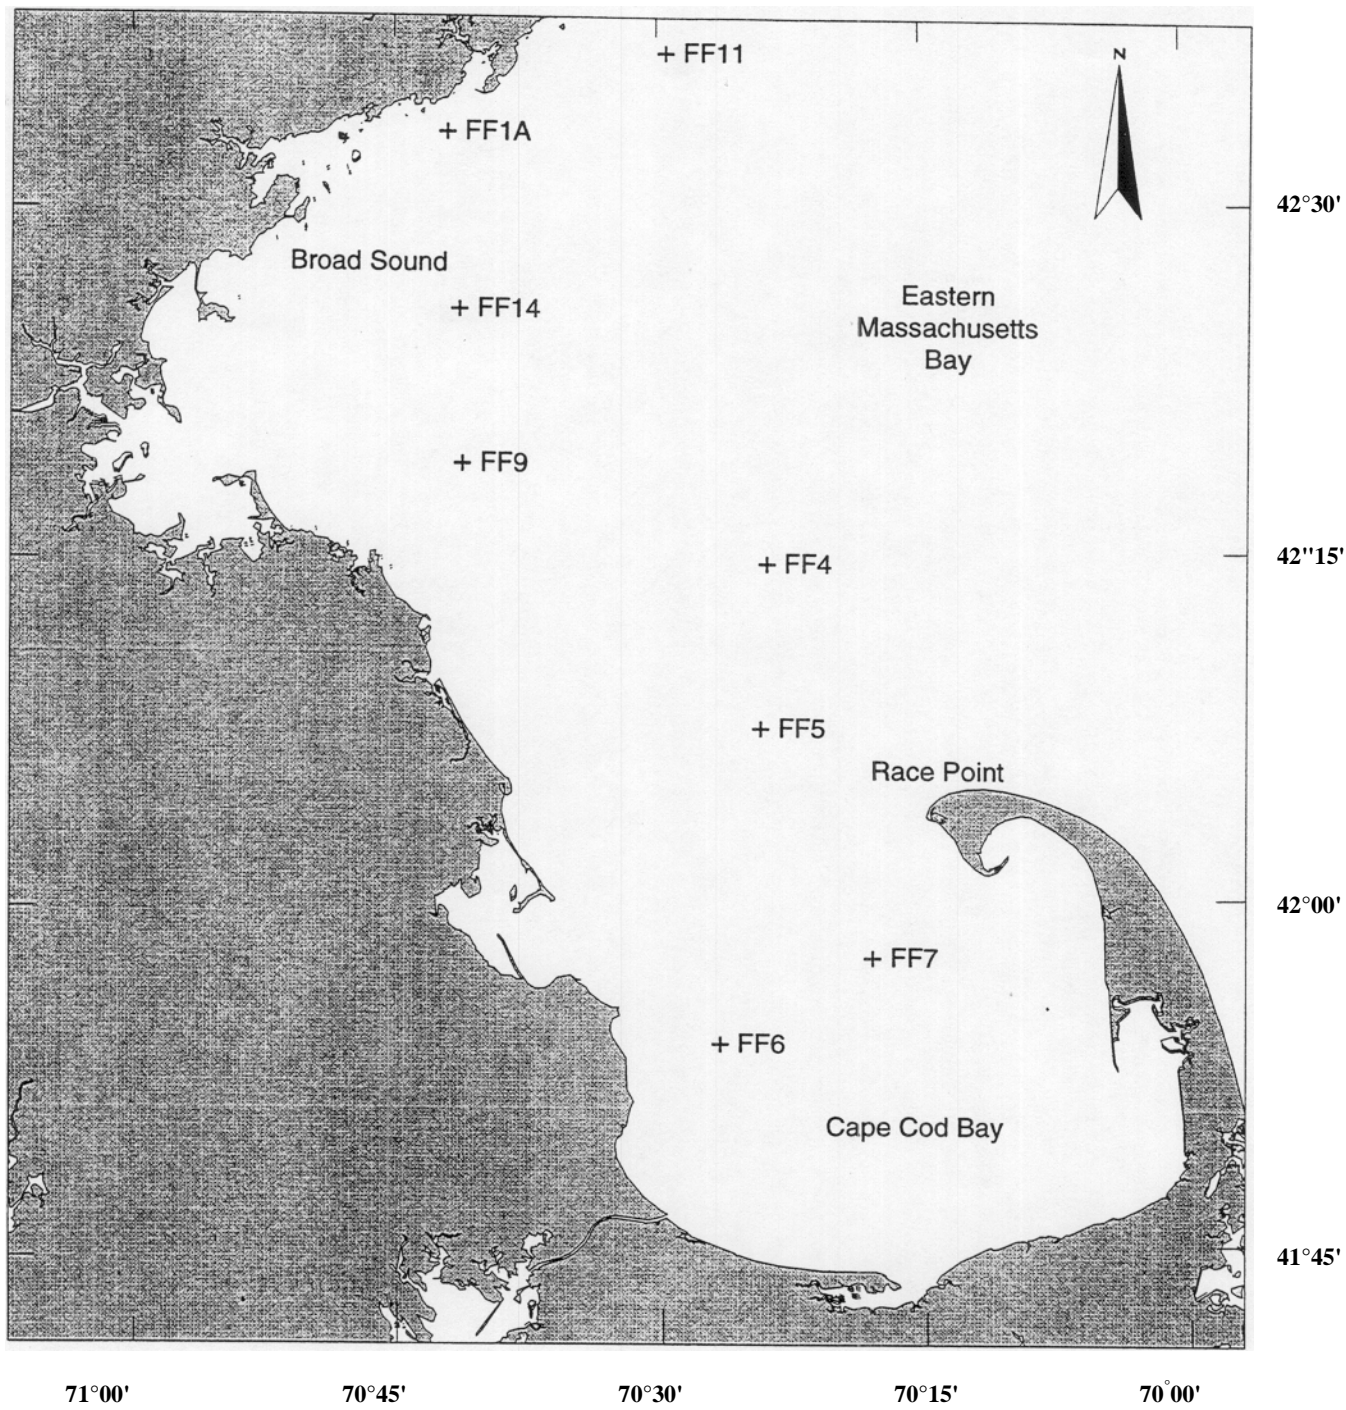 + FF11
N
+ FF1A
42°30'
Broad Sound
+ FF14
Eastern
Massachusetts
Bay
+ FF9
42"15'
+ FF4
+ FF5
Race Point
42°00'
+ FF7
+ FF6
Cape Cod Bay
41°45'
71°00' 70°45' 70°30' 70°15' 70°00'